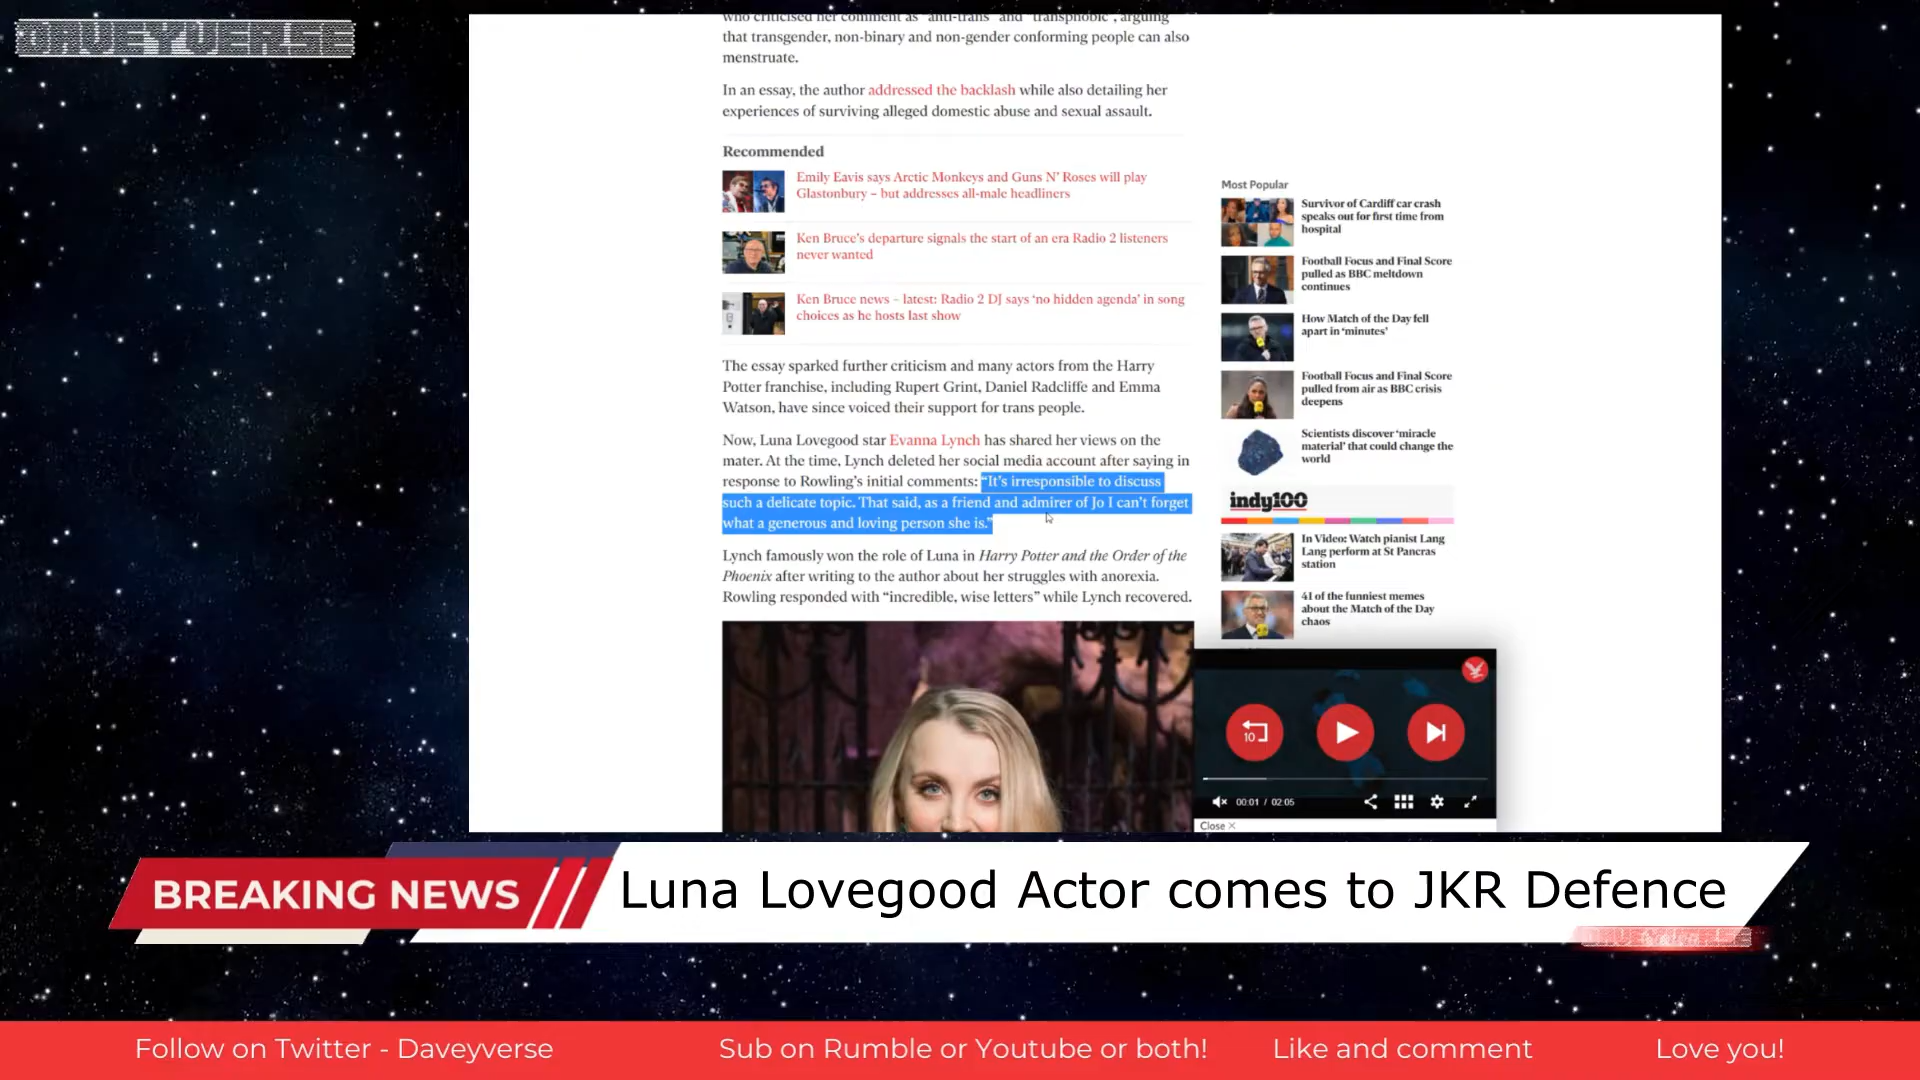 DAVEYVERSE
who criticised her comment as “anti-trans” and “transphobic”, arguing
that transgender, non-binary and non-gender conforming people can also
menstruate.
In an essay, the author addressed the backlash while also detailing her
experiences of surviving alleged domestic abuse and sexual assault.
Recommended
Emily Eavis says Arctic Monkeys and Guns N’ Roses will play
Glastonbury – but addresses all-male headliners
Ken Bruce’s departure signals the start of an era Radio 2 listeners
never wanted
Ken Bruce news – latest: Radio 2 DJ says ‘no hidden agenda’ in song
choices as he hosts last show
The essay sparked further criticism and many actors from the Harry
Potter franchise, including Rupert Grint, Daniel Radcliffe and Emma
Watson, have since voiced their support for trans people.
Now, Luna Lovegood star Evanna Lynch has shared her views on the
mater. At the time, Lynch deleted her social media account after saying in
response to Rowling’s initial comments: “It’s irresponsible to discuss
such a delicate topic. That said, as a friend and admirer of Jo I can’t forget
what a generous and loving person she is.”
Lynch famously won the role of Luna in Harry Potter and the Order of the
Phoenix after writing to the author about her struggles with anorexia.
Rowling responded with “incredible, wise letters” while Lynch recovered.
Most Popular
Survivor of Cardiff car crash
speaks out for first time from
hospital
Football Focus and Final Score
pulled as BBC meltdown
continues
How Match of the Day fell
apart in ‘minutes’
Football Focus and Final Score
pulled from air as BBC crisis
deepens
Scientists discover ‘miracle
material’ that could change the
world
indy100
In Video: Watch pianist Lang
Lang perform at St Pancras
station
41 of the funniest memes
about the Match of the Day
chaos
10
00:01 / 02:05
Close ×
BREAKING NEWS
Luna Lovegood Actor comes to JKR Defence
Follow on Twitter - Daveyverse
Sub on Rumble or Youtube or both!
Like and comment
Love you!